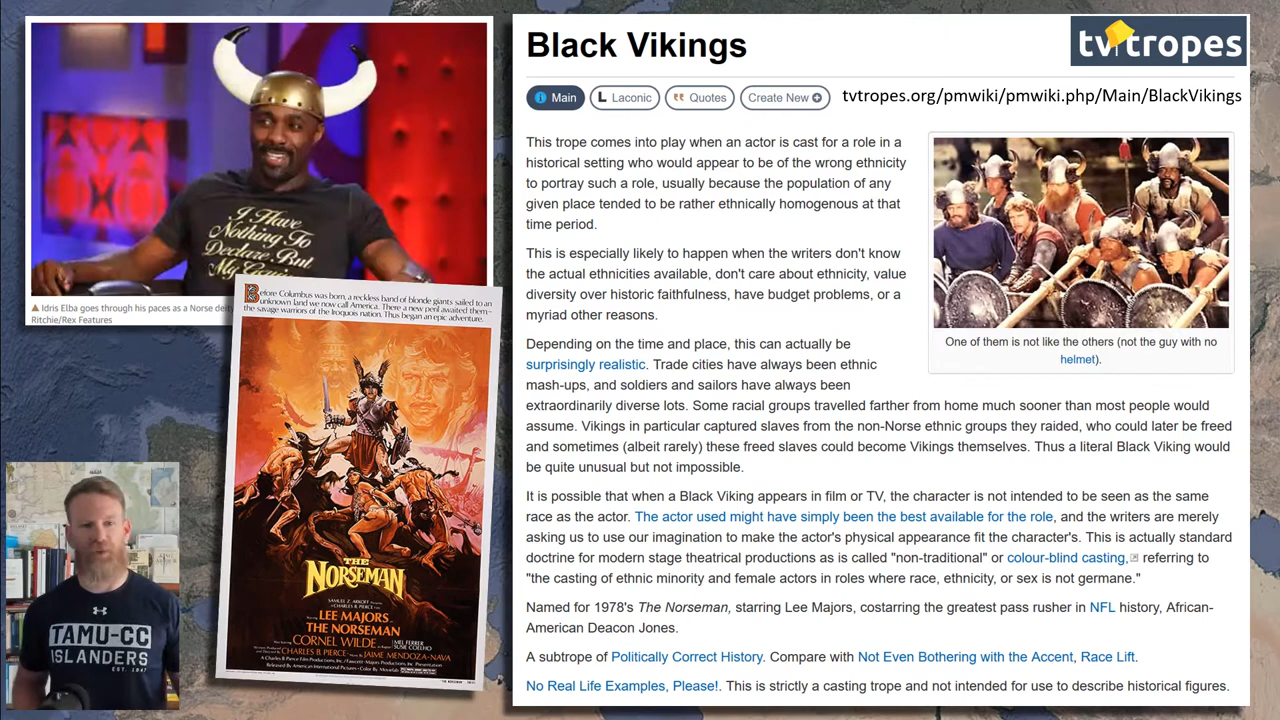 I Have
Nothing To
Declare But
My
Idris Elba goes through his paces as a Norse
Ritchie/Rex Features
Before Columbus was born, a reckless band of blonde giants sailed to an
unknown land we now call America. There a new peril awaited them–
the savage warriors of the Iroquois nation. Thus began an epic adventure.
THE
NORSEMAN
SAMUEL Z. ARKOFF
CHARLES B. PIERCE
LEE MAJORS
THE NORSEMAN
CORNEL WILDE
MEL FERRER
SUSIE COELHO
CHARLES B. PIERCE
JAIME MENDOZA-NAVA
TAMU-CC
ISLANDERS
EST.
Black Vikings
tvtropes
Main
Laconic
Quotes
Create New
tvtropes.org/pmwiki/pmwiki.php/Main/BlackVikings
This trope comes into play when an actor is cast for a role in a
historical setting who would appear to be of the wrong ethnicity
to portray such a role, usually because the population of any
given place tended to be rather ethnically homogenous at that
time period.
This is especially likely to happen when the writers don't know
the actual ethnicities available, don't care about ethnicity, value
diversity over historic faithfulness, have budget problems, or a
myriad other reasons.
One of them is not like the others (not the guy with no
helmet).
Depending on the time and place, this can actually be
surprisingly realistic. Trade cities have always been ethnic
mash-ups, and soldiers and sailors have always been
extraordinarily diverse lots. Some racial groups travelled farther from home much sooner than most people would
assume. Vikings in particular captured slaves from the non-Norse ethnic groups they raided, who could later be freed
and sometimes (albeit rarely) these freed slaves could become Vikings themselves. Thus a literal Black Viking would
be quite unusual but not impossible.
It is possible that when a Black Viking appears in film or TV, the character is not intended to be seen as the same
race as the actor. The actor used might have simply been the best available for the role, and the writers are merely
asking us to use our imagination to make the actor's physical appearance fit the character's. This is actually standard
doctrine for modern stage theatrical productions as is called "non-traditional" or colour-blind casting, referring to
"the casting of ethnic minority and female actors in roles where race, ethnicity, or sex is not germane."
Named for 1978's The Norseman, starring Lee Majors, costarring the greatest pass rusher in NFL history, African-
American Deacon Jones.
A subtrope of Politically Correct History. Compare with Not Even Bothering with the Accent, Race Lift.
No Real Life Examples, Please!. This is strictly a casting trope and not intended for use to describe historical figures.